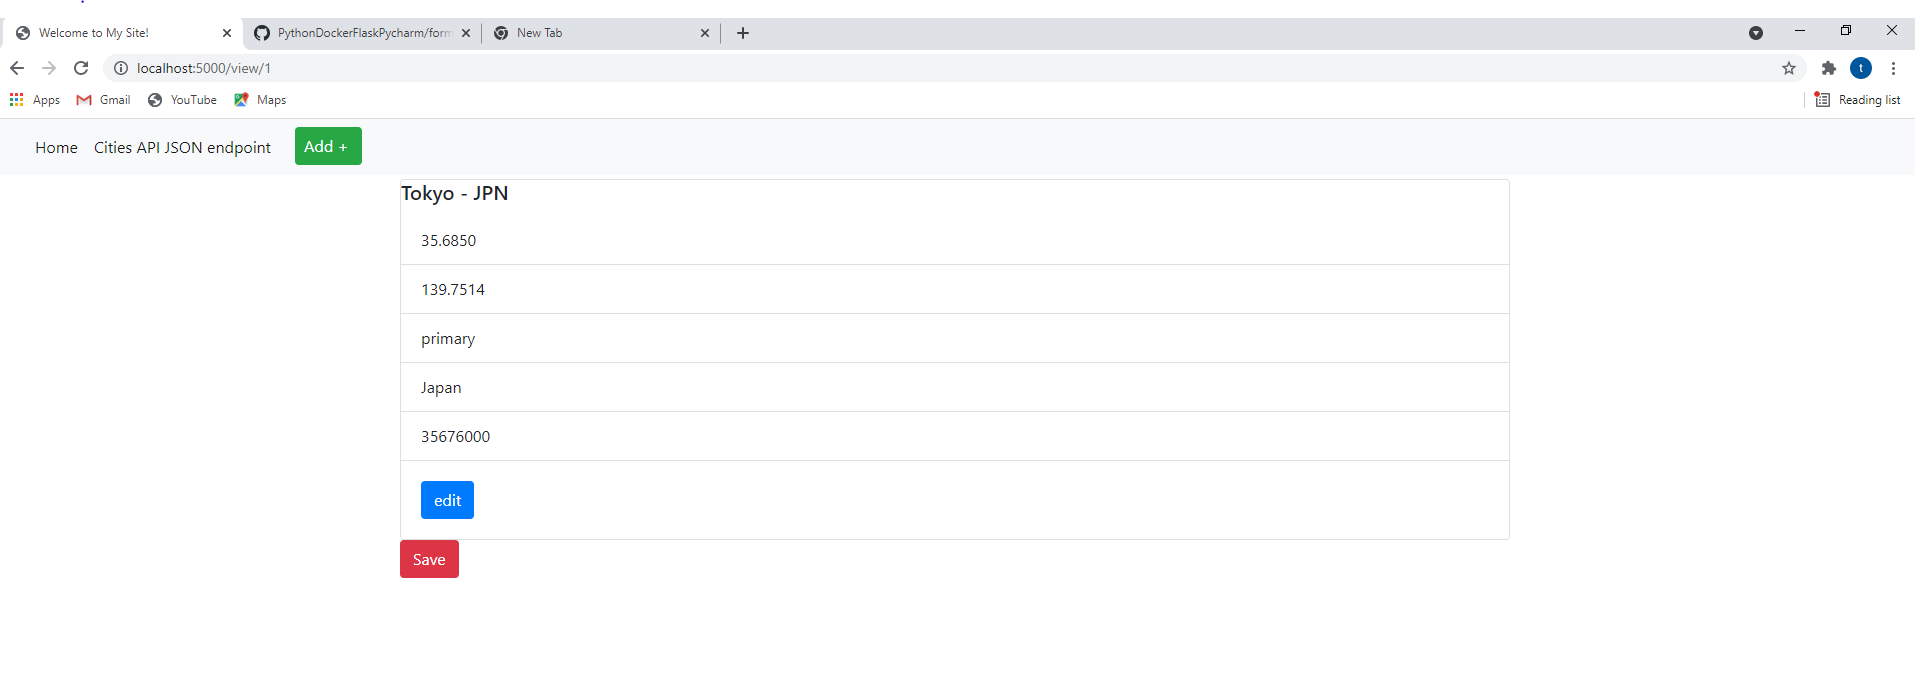 Welcome to My Site!
PythonDockerFlaskPycharm/form
New Tab
localhost:5000/view/1
t
Apps
Gmail
YouTube
Maps
Reading list
Home
Cities API JSON endpoint
Add +
Tokyo - JPN
35.6850
139.7514
primary
Japan
35676000
edit
Save